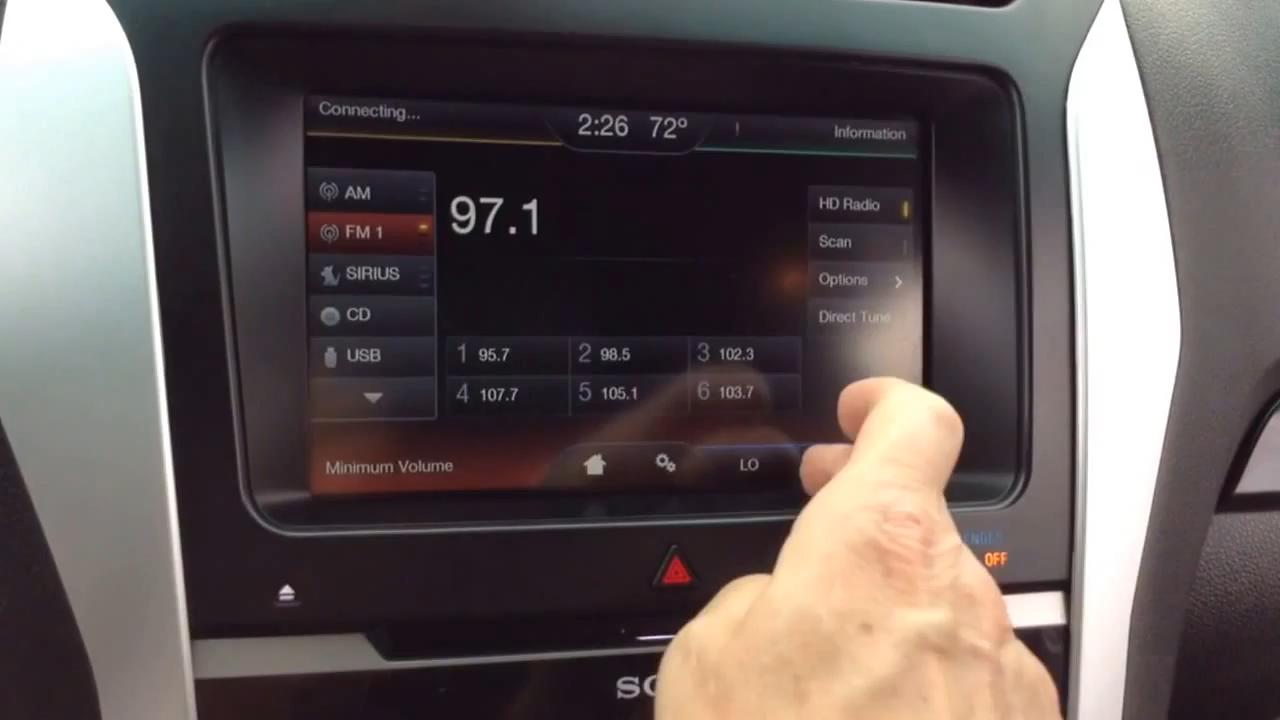 Connecting...
2:26 72°
Information
AM
FM 1
SIRIUS
CD
USB
97.1
HD Radio
Scan
Options
Direct Tune
1 95.7
2 98.5
3 102.3
4 107.7
5 105.1
6 103.7
Minimum Volume
LO
OFF